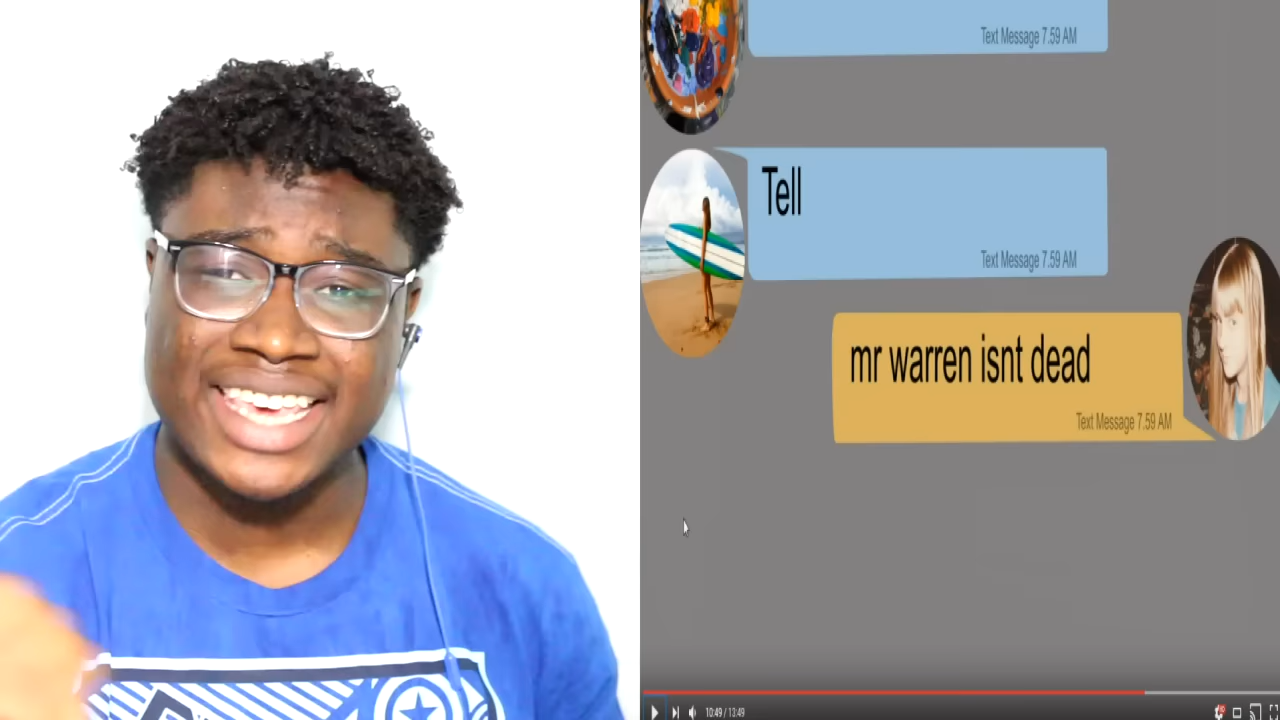 Text Message 7.59 AM
Tell
Text Message 7.59 AM
mr warren isnt dead
Text Message 7.59 AM
10:49 / 13:49